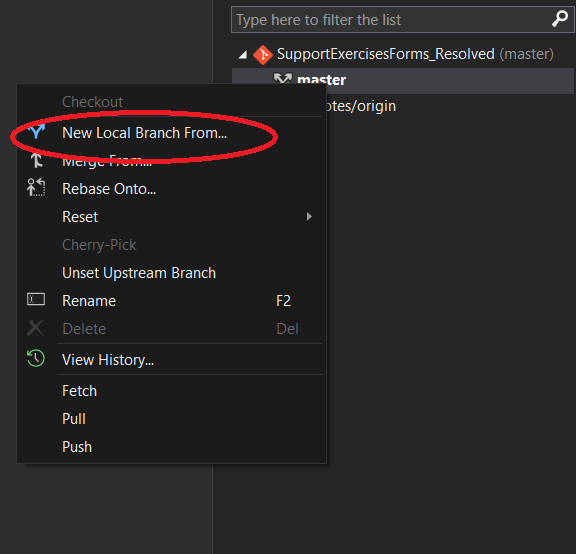 Type here to filter the list
SupportExercisesForms_Resolved (master)
master
otes/origin
Checkout
New Local Branch From...
Merge From...
Rebase Onto...
Reset
Cherry-Pick
Unset Upstream Branch
Rename F2
Delete Del
View History...
Fetch
Pull
Push